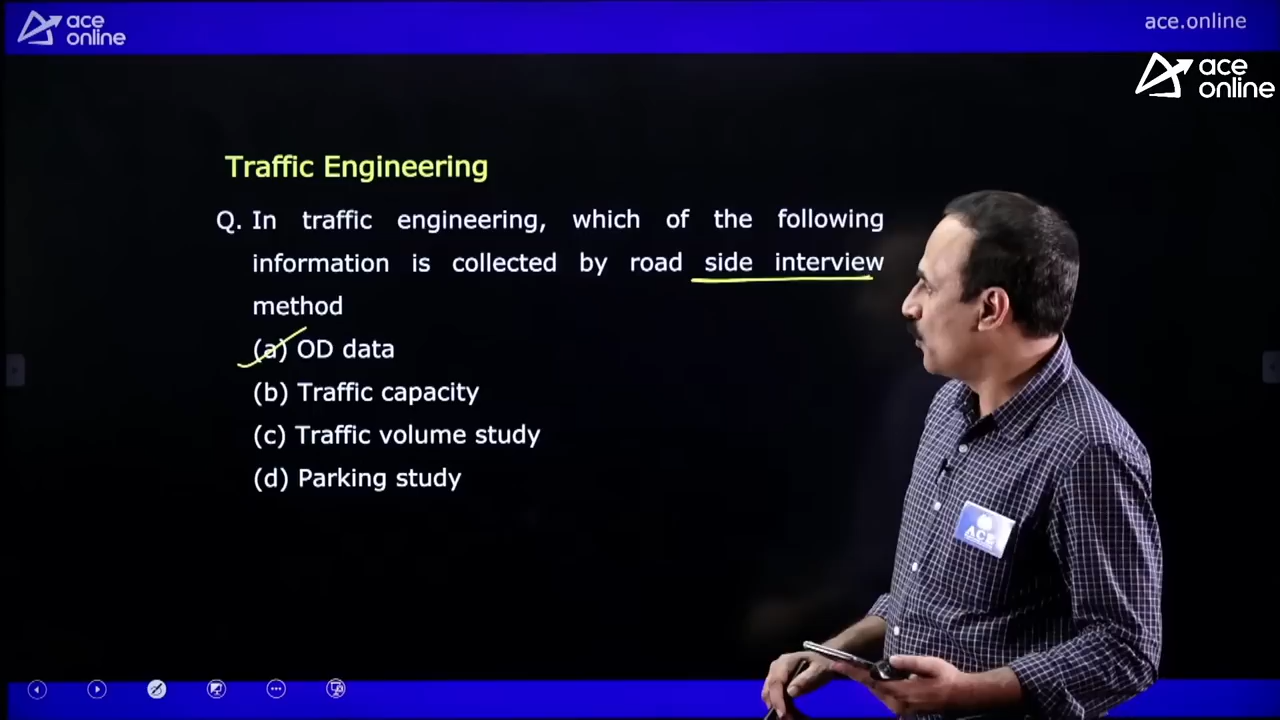 ace
online
ace.online
ace
online
Traffic Engineering
Q. In traffic engineering, which of the following
information is collected by road side interview
method
(a) OD data
(b) Traffic capacity
(c) Traffic volume study
(d) Parking study
ACE